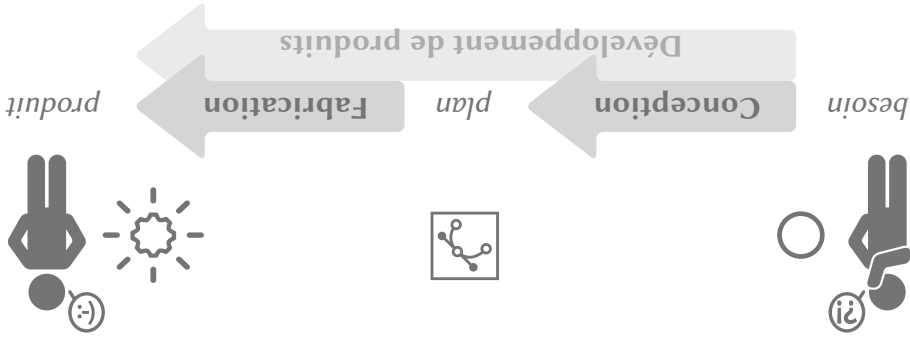 !?
:-)
besoin Conception plan Fabrication produit
Développement de produits